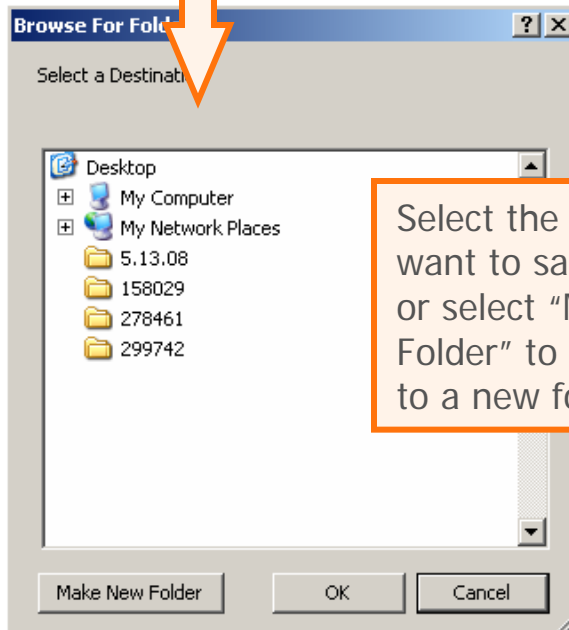 Browse For Fold
Select a Destinati
Desktop
My Computer
My Network Places
5.13.08
158029
278461
299742
Select the
want to sa
or select “
Folder” to
to a new fo
Make New Folder
OK
Cancel